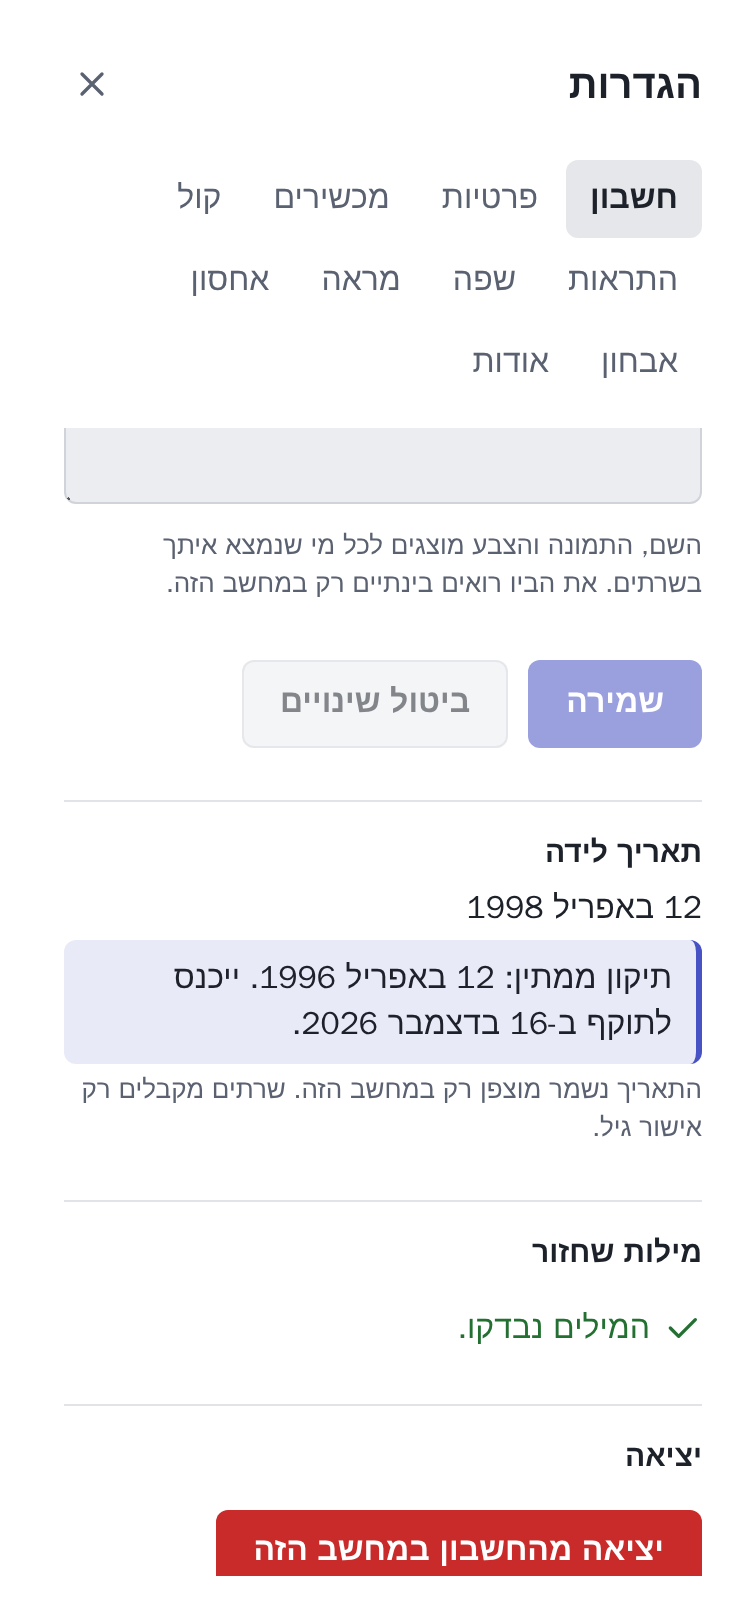 הגדרות
חשבון פרטיות מכשירים קול
התראות שפה מראה אחסון
אבחון אודות
השם, התמונה והצבע מוצגים לכל מי שנמצא איתך
בשרתים. את הביו רואים בינתיים רק במחשב הזה.
שמירה ביטול שינויים
תאריך לידה
12 באפריל 1998
תיקון ממתין: 12 באפריל 1996. ייכנס
לתוקף ב-16 בדצמבר 2026.
התאריך נשמר מוצפן רק במחשב הזה. שרתים מקבלים רק
אישור גיל.
מילות שחזור
המילים נבדקו.
יציאה
יציאה מהחשבון במחשב הזה